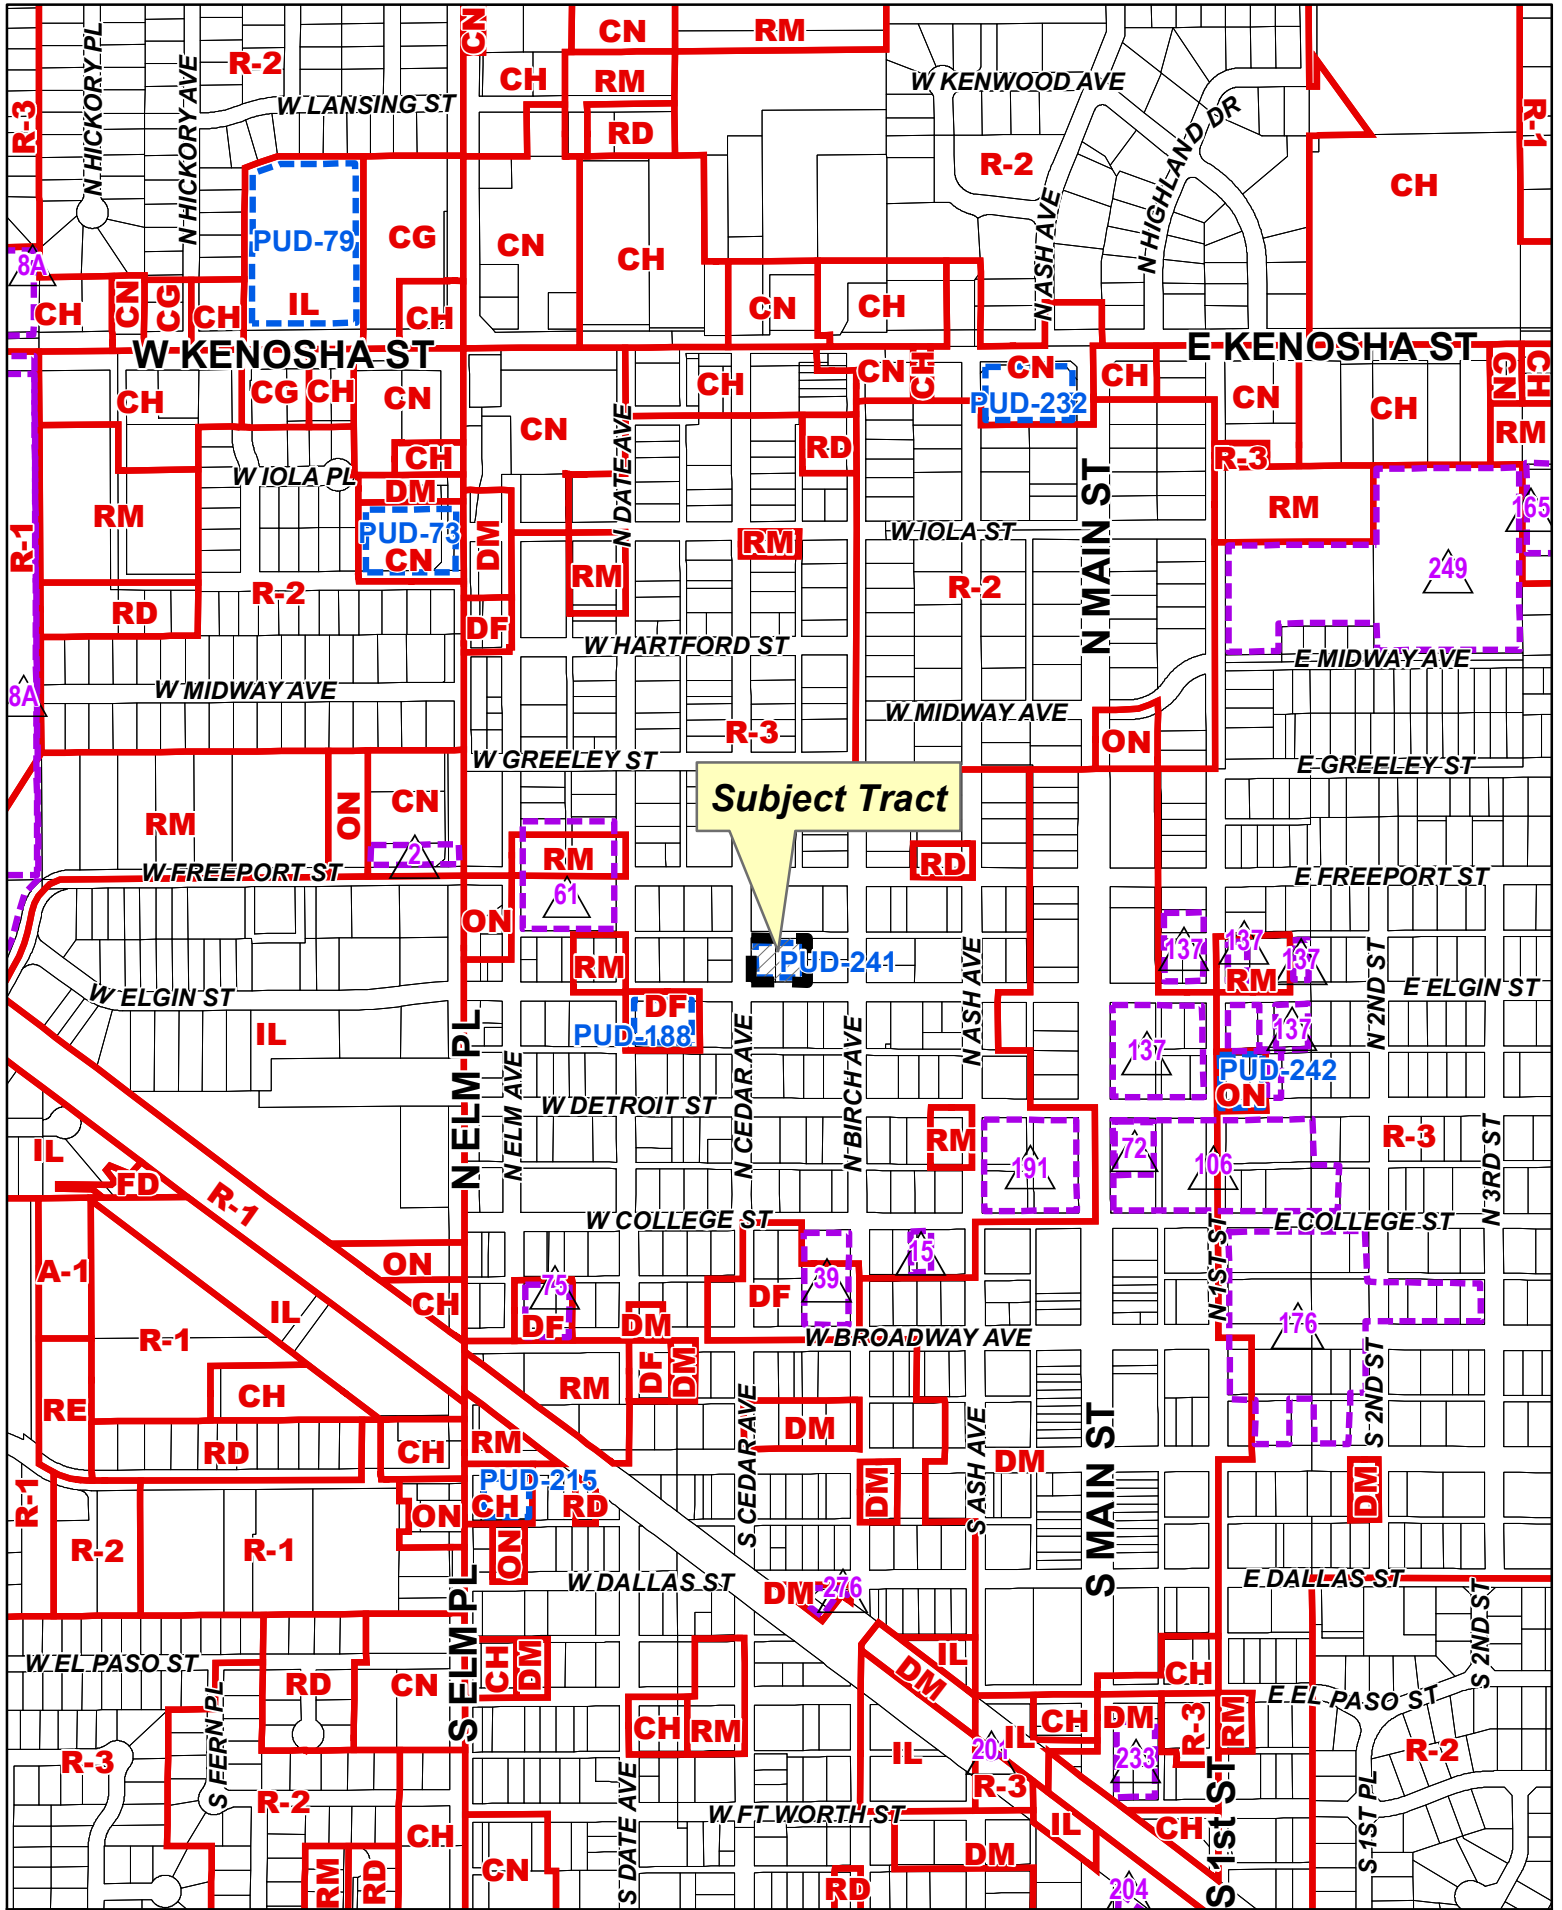 CN
CN
RM
N HICKORY PL
R-2
N HICKORY AVE
CH
RM
W KENWOOD AVE
W LANSING ST
R-3
RD
N HIGHLAND DR
R-1
R-2
CH
N ASH AVE
PUD-79
CG
CN
CH
8A
IL
CN
CH
CH
CN
CG
CH
CH
W KENOSHA ST
E KENOSHA ST
CN
CH
CN
CH
CN
CH
CH
CG
CH
CN
CH
PUD-232
CH
CN
CH
CN
RM
N DATE AVE
RD
CH
R-3
W IOLA PL
DM
N MAIN ST
RM
RM
165
PUD-73
CN
DM
RM
W IOLA ST
R-1
249
RM
R-2
R-2
RD
DF
W HARTFORD ST
E MIDWAY AVE
8A
W MIDWAY AVE
W MIDWAY AVE
R-3
ON
W GREELEY ST
E GREELEY ST
Subject Tract
RM
ON
CN
2
RM
RD
W FREEPORT ST
E FREEPORT ST
61
ON
137
137
137
RM
PUD-241
RM
N ASH AVE
N 2ND ST
W ELGIN ST
E ELGIN ST
DF
PUD-188
IL
N ELM PL
N ELM AVE
N CEDAR AVE
N BIRCH AVE
137
137
PUD-242
ON
W DETROIT ST
IL
RM
72
R-3
191
106
N 3RD ST
FD
R-1
W COLLEGE ST
E COLLEGE ST
N 1ST ST
15
ON
A-1
75
39
CH
IL
DF
DF
DM
176
R-1
W BROADWAY AVE
S 2ND ST
DF
DM
RM
CH
RE
S CEDAR AVE
DM
S ASH AVE
S MAIN ST
RD
CH
RM
DM
PUD-215
CH
RD
DM
DM
R-1
ON
R-2
R-1
ON
W DALLAS ST
E DALLAS ST
DM
276
S ELM PL
S 2ND ST
W EL PASO ST
CH
DM
IL
CH
RD
CN
DM
E EL PASO ST
S FERN PL
CH
RM
CH
DM
R-3
RM
R-3
IL
201
IL
233
R-2
R-3
R-2
S DATE AVE
W FT WORTH ST
S 1st ST
S 1ST PL
CH
IL
CH
DM
RM
RD
CN
RD
204